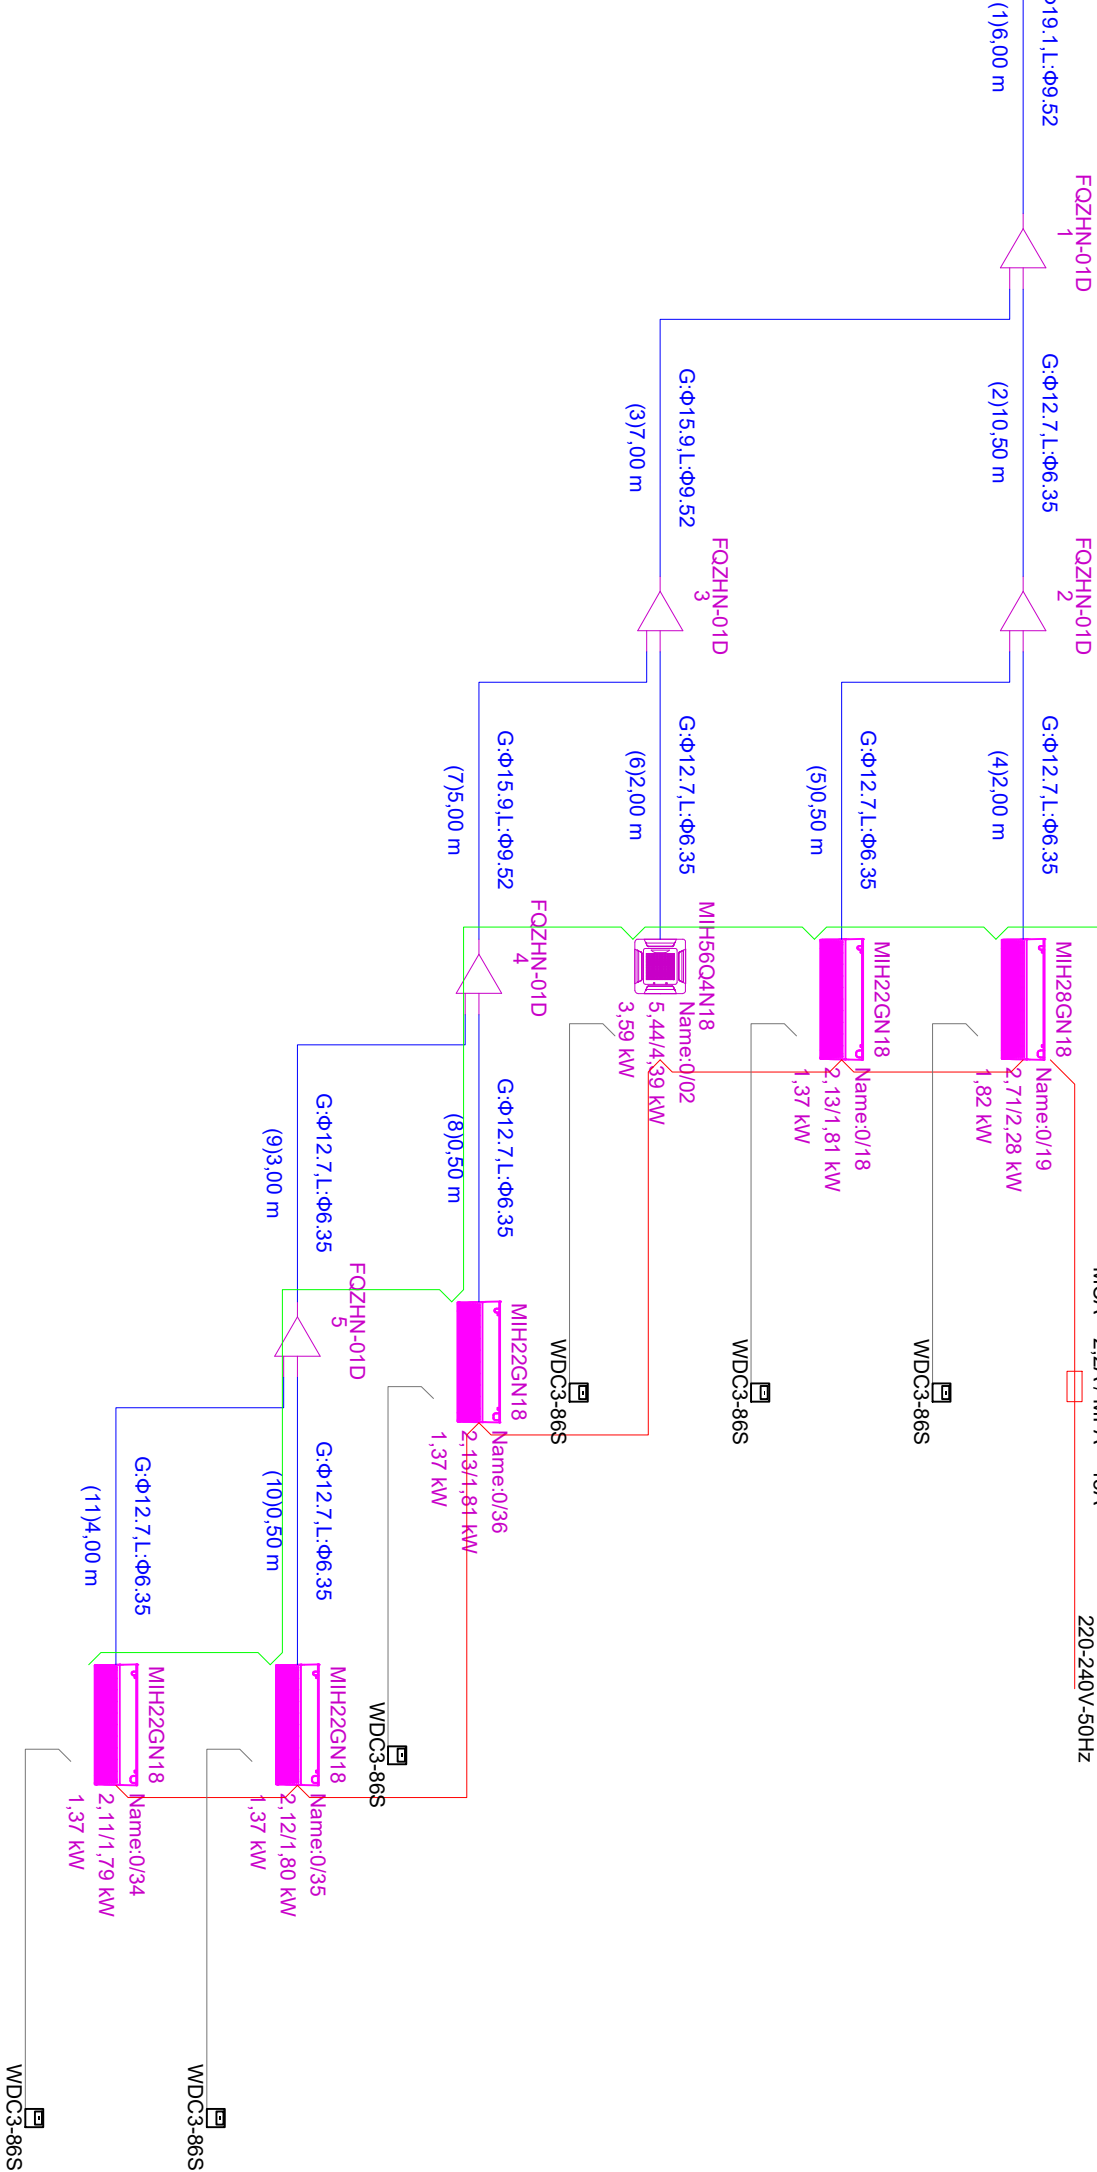 Φ19.1,L:Φ9.52
(1)6,00 m
FQZHN-01D
1
G:Φ12.7,L:Φ6.35
(2)10,50 m
FQZHN-01D
2
G:Φ12.7,L:Φ6.35
(4)2,00 m
MIH28GN18
Name:0/19
2,71/2,28 kW
1,82 kW
WDC3-86S
220-240V-50Hz
G:Φ12.7,L:Φ6.35
(5)0,50 m
MIH22GN18
Name:0/18
2,13/1,81 kW
1,37 kW
WDC3-86S
G:Φ15.9,L:Φ9.52
(3)7,00 m
FQZHN-01D
3
G:Φ12.7,L:Φ6.35
(6)2,00 m
MIH56Q4N18
Name:0/02
5,44/4,39 kW
3,59 kW
WDC3-86S
G:Φ15.9,L:Φ9.52
(7)5,00 m
FQZHN-01D
4
G:Φ12.7,L:Φ6.35
(8)0,50 m
MIH22GN18
Name:0/36
2,13/1,81 kW
1,37 kW
WDC3-86S
G:Φ12.7,L:Φ6.35
(9)3,00 m
FQZHN-01D
5
G:Φ12.7,L:Φ6.35
(10)0,50 m
MIH22GN18
Name:0/35
2,12/1,80 kW
1,37 kW
WDC3-86S
G:Φ12.7,L:Φ6.35
(11)4,00 m
MIH22GN18
Name:0/34
2,11/1,79 kW
1,37 kW
WDC3-86S